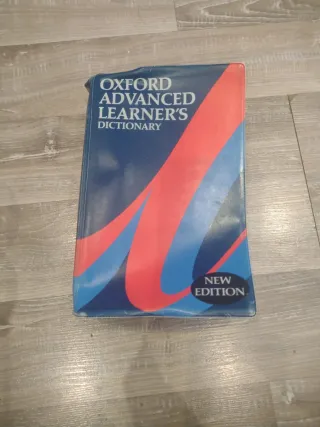 OXFORD
ADVANCED
LEARNER'S
DICTIONARY
NEW
EDITION